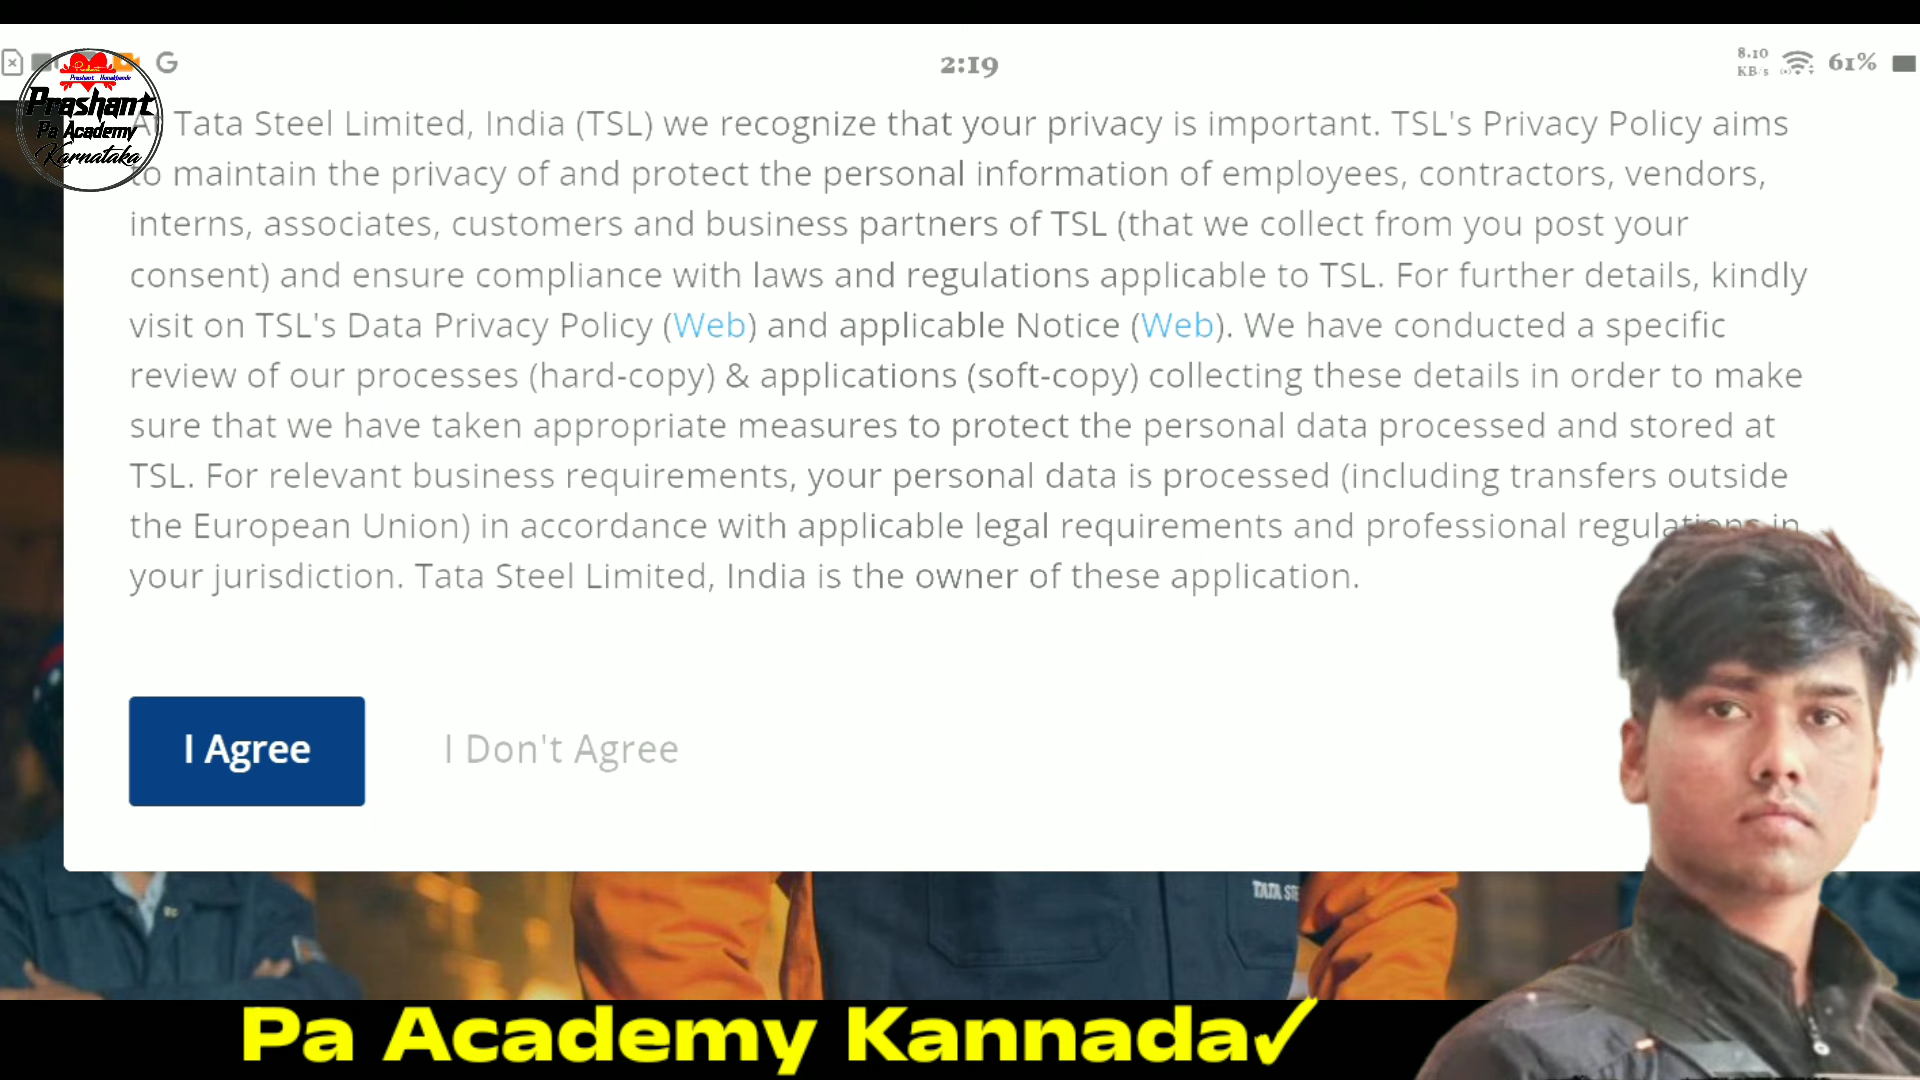 2:19
8.10
KB/s
61%
Prashant
Pa Academy
Karnataka
At Tata Steel Limited, India (TSL) we recognize that your privacy is important. TSL's Privacy Policy aims
to maintain the privacy of and protect the personal information of employees, contractors, vendors,
interns, associates, customers and business partners of TSL (that we collect from you post your
consent) and ensure compliance with laws and regulations applicable to TSL. For further details, kindly
visit on TSL's Data Privacy Policy (Web) and applicable Notice (Web). We have conducted a specific
review of our processes (hard-copy) & applications (soft-copy) collecting these details in order to make
sure that we have taken appropriate measures to protect the personal data processed and stored at
TSL. For relevant business requirements, your personal data is processed (including transfers outside
the European Union) in accordance with applicable legal requirements and professional regulations in
your jurisdiction. Tata Steel Limited, India is the owner of these application.
I Agree
I Don't Agree
TATA STE
Pa Academy Kannada✓